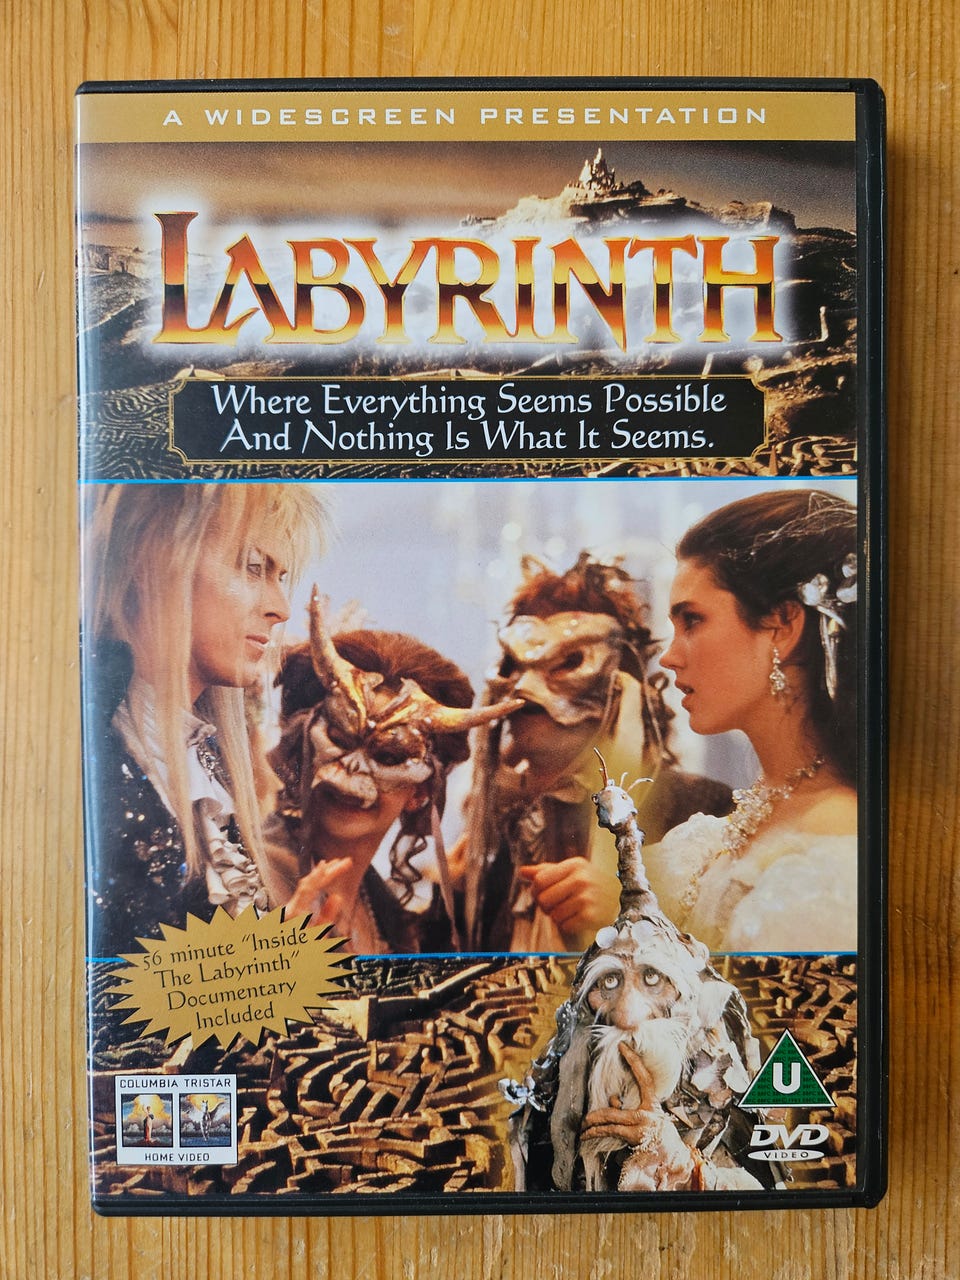 A WIDESCREEN PRESENTATION
LABYRINTH
Where Everything Seems Possible
And Nothing Is What It Seems.
56 minute "Inside
The Labyrinth"
Documentary
Included
COLUMBIA TRISTAR
HOME VIDEO
U
DVD
VIDEO